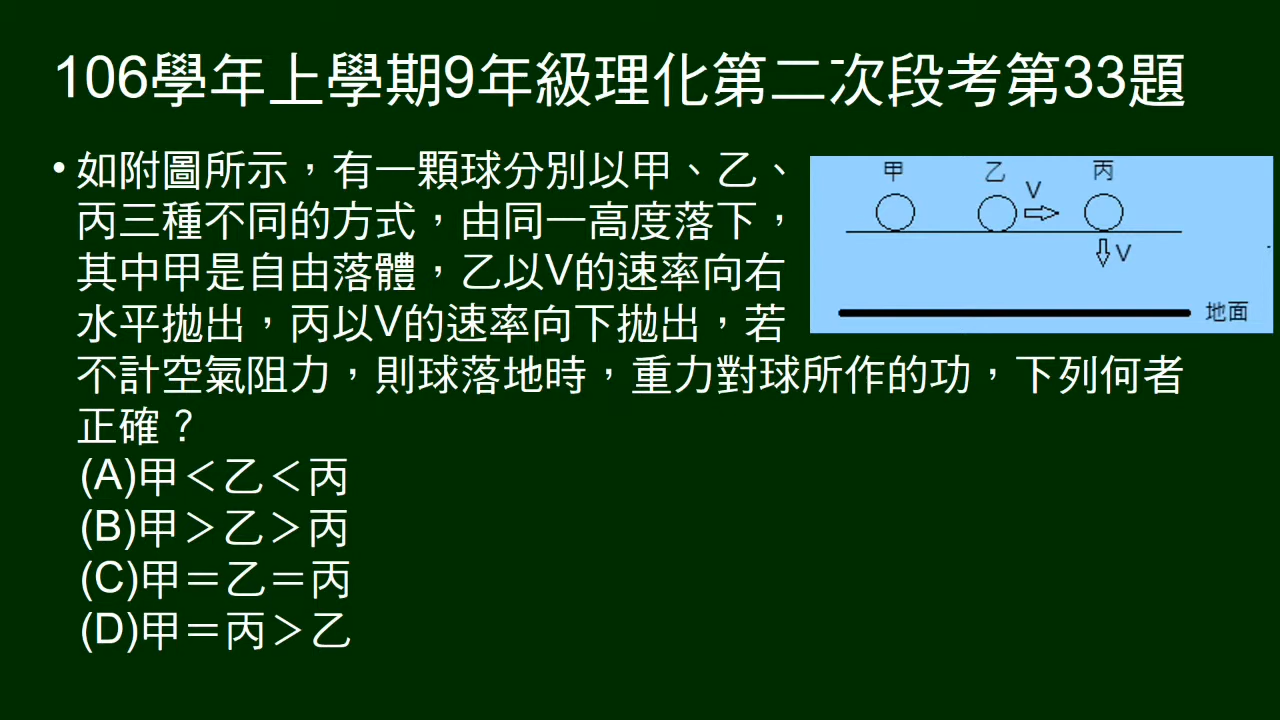 106學年上學期9年級理化第二次段考第33題
•如附圖所示，有一顆球分別以甲、乙、
丙三種不同的方式，由同一高度落下，
其中甲是自由落體，乙以V的速率向右
水平拋出，丙以V的速率向下拋出，若
不計空氣阻力，則球落地時，重力對球所作的功，下列何者
正確？
(A)甲＜乙＜丙
(B)甲＞乙＞丙
(C)甲＝乙＝丙
(D)甲＝丙＞乙
甲 乙 丙
V
V
地面